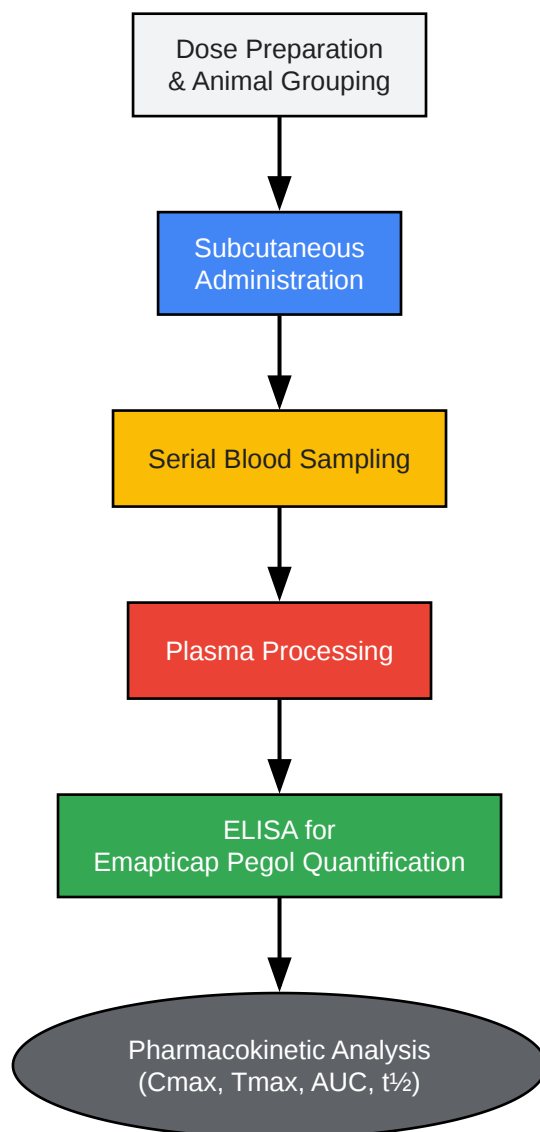 Dose Preparation
& Animal Grouping
Subcutaneous
Administration
Serial Blood Sampling
Plasma Processing
ELISA for
Emapticap Pegol Quantification
Pharmacokinetic Analysis
(Cmax, Tmax, AUC, t½)